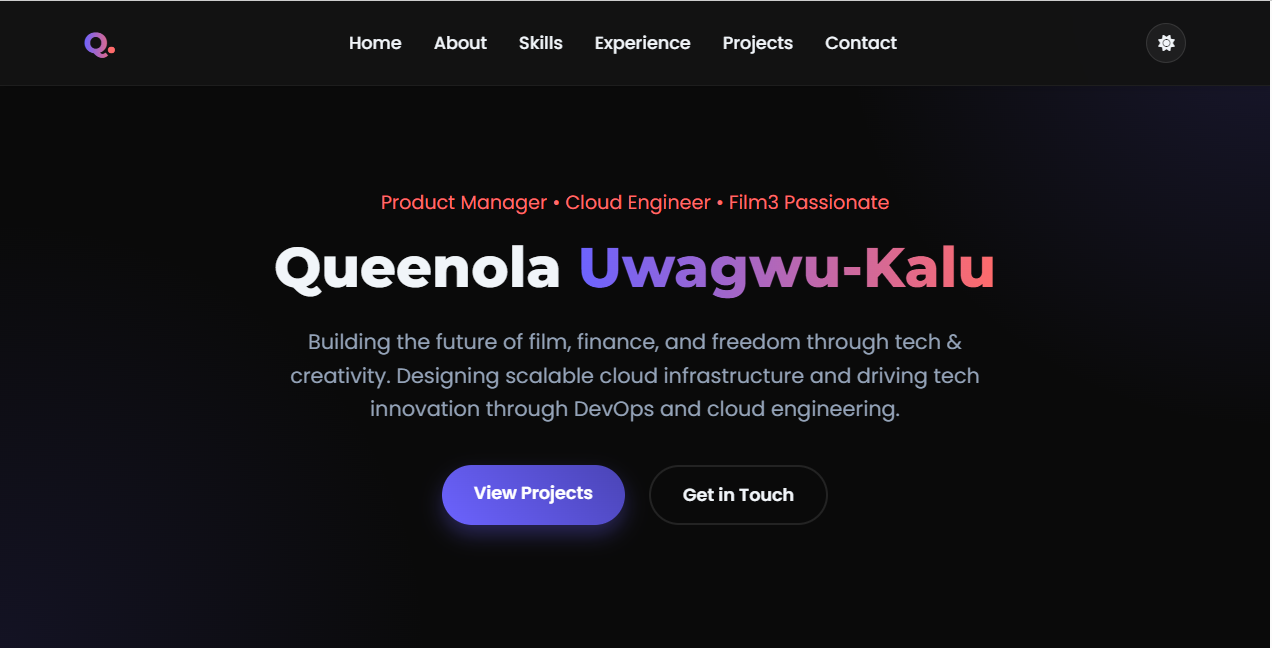 Q.
Home About Skills Experience Projects Contact
Product Manager • Cloud Engineer • Film3 Passionate
Queenola Uwagwu-Kalu
Building the future of film, finance, and freedom through tech &
creativity. Designing scalable cloud infrastructure and driving tech
innovation through DevOps and cloud engineering.
View Projects Get in Touch